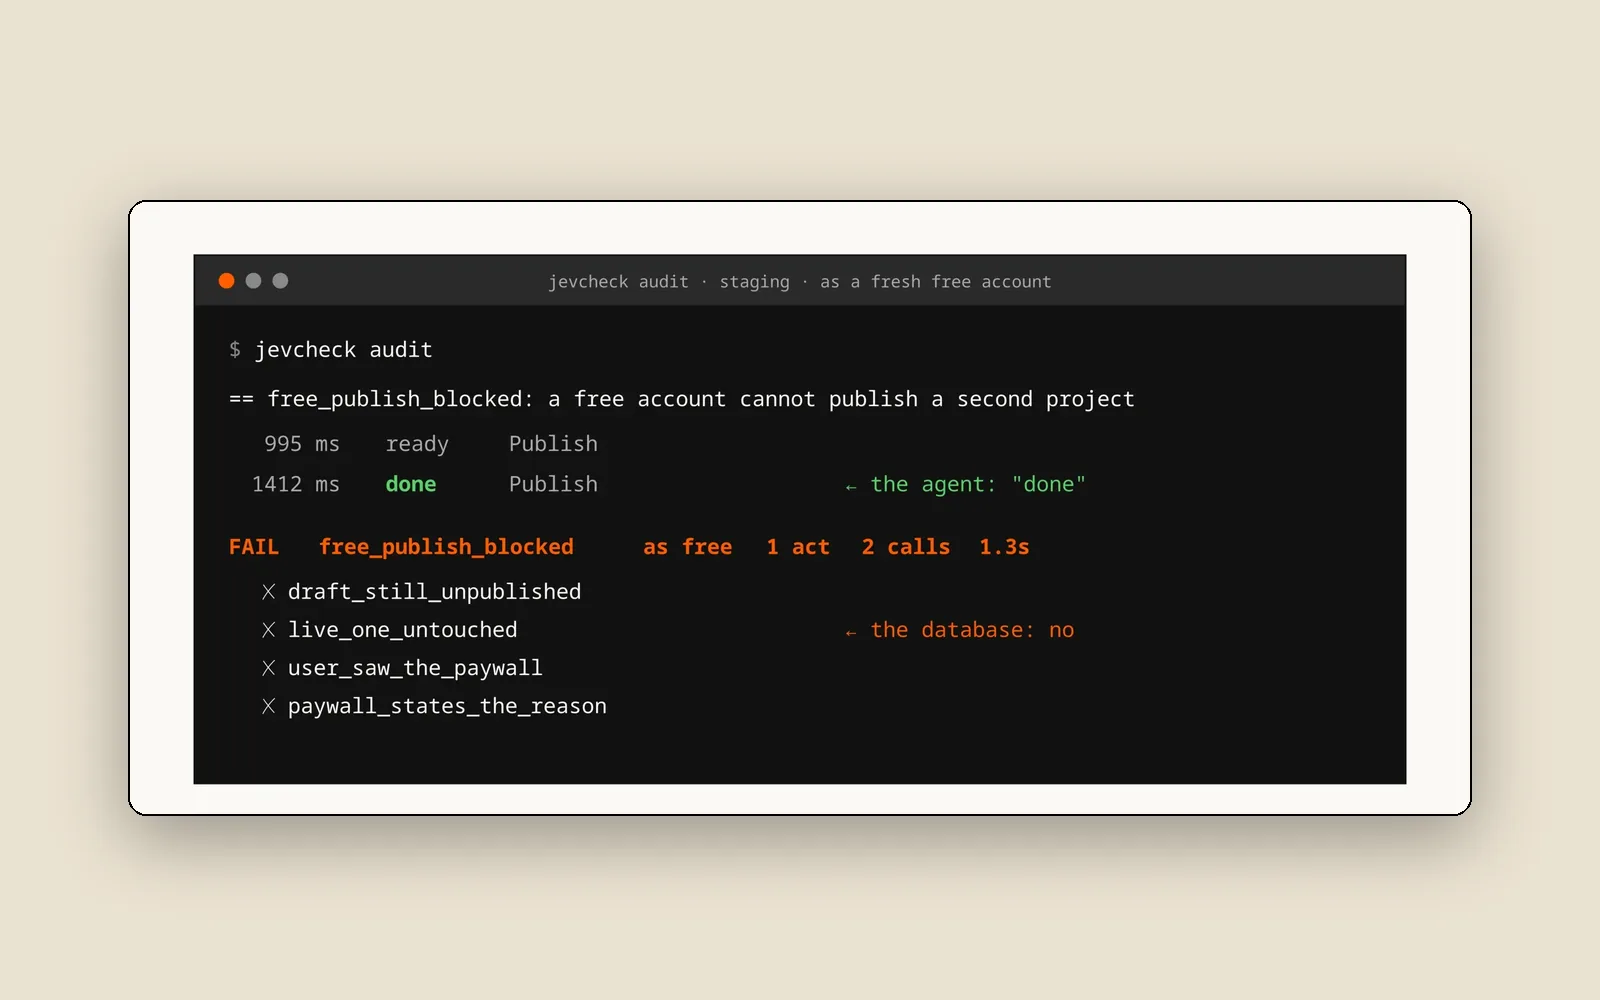 jevcheck audit · staging · as a fresh free account
$ jevcheck audit
== free_publish_blocked: a free account cannot publish a second project
995 ms ready Publish
1412 ms done Publish ← the agent: "done"
FAIL free_publish_blocked as free 1 act 2 calls 1.3s
╳ draft_still_unpublished
╳ live_one_untouched ← the database: no
╳ user_saw_the_paywall
╳ paywall_states_the_reason